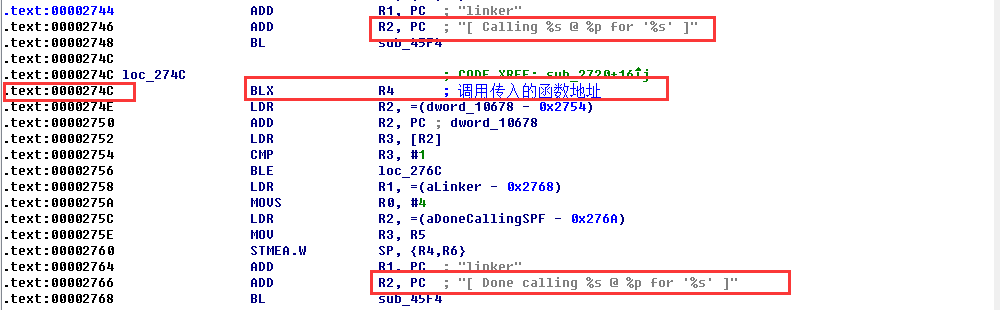 .text:00002744 ADD R1, PC ; "linker"
.text:00002746 ADD R2, PC ; "[ Calling %s @ %p for '%s' ]"
.text:00002748 BL sub_45F4
.text:0000274C
.text:0000274C loc_274C ; CODE XREF: sub_2720+16↑j
.text:0000274C BLX R4 ; 调用传入的函数地址
.text:0000274E LDR R2, =(dword_10678 - 0x2754)
.text:00002750 ADD R2, PC ; dword_10678
.text:00002752 LDR R3, [R2]
.text:00002754 CMP R3, #1
.text:00002756 BLE loc_276C
.text:00002758 LDR R1, =(aLinker - 0x2768)
.text:0000275A MOVS R0, #4
.text:0000275C LDR R2, =(aDoneCallingSPF - 0x276A)
.text:0000275E MOV R3, R5
.text:00002760 STMEA.W SP, {R4,R6}
.text:00002764 ADD R1, PC ; "linker"
.text:00002766 ADD R2, PC ; "[ Done calling %s @ %p for '%s' ]"
.text:00002768 BL sub_45F4